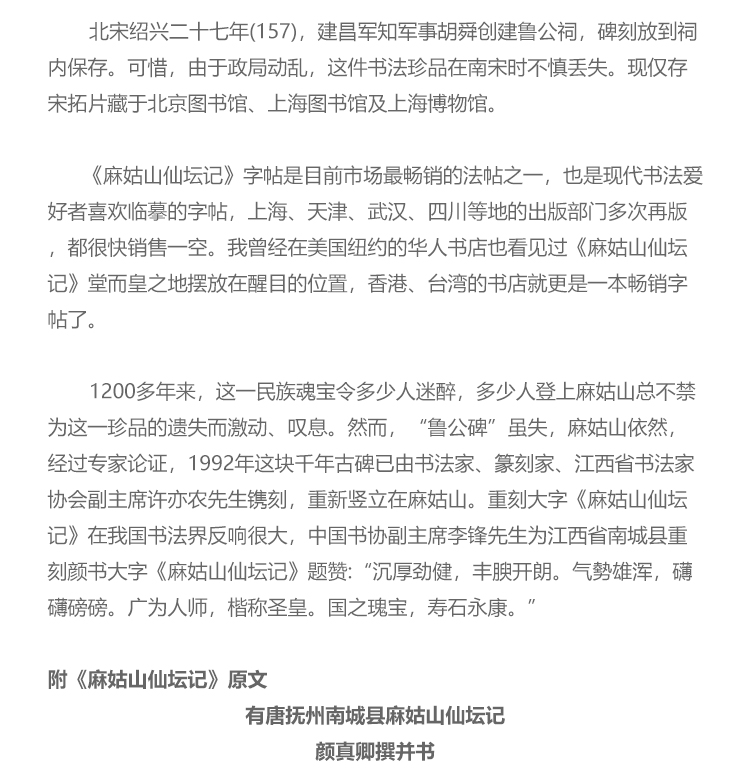 北宋绍兴二十七年(157)，建昌军知军事胡舜创建鲁公祠，碑刻放到祠
内保存。可惜，由于政局动乱，这件书法珍品在南宋时不慎丢失。现仅存
宋拓片藏于北京图书馆、上海图书馆及上海博物馆。
《麻姑山仙坛记》字帖是目前市场最畅销的法帖之一，也是现代书法爱
好者喜欢临摹的字帖，上海、天津、武汉、四川等地的出版部门多次再版
，都很快销售一空。我曾经在美国纽约的华人书店也看见过《麻姑山仙坛
记》堂而皇之地摆放在醒目的位置，香港、台湾的书店就更是一本畅销字
帖了。
1200多年来，这一民族魂宝令多少人迷醉，多少人登上麻姑山总不禁
为这一珍品的遗失而激动、叹息。然而，“鲁公碑”虽失，麻姑山依然，
经过专家论证，1992年这块千年古碑已由书法家、篆刻家、江西省书法家
协会副主席许亦农先生镌刻，重新竖立在麻姑山。重刻大字《麻姑山仙坛
记》在我国书法界反响很大，中国书协副主席李锋先生为江西省南城县重
刻颜书大字《麻姑山仙坛记》题赞:“沉厚劲健，丰腴开朗。气勢雄浑，礴
礴磅磅。广为人师，楷称圣皇。国之瑰宝，寿石永康。”
附《麻姑山仙坛记》原文
有唐抚州南城县麻姑山仙坛记
颜真卿撰并书